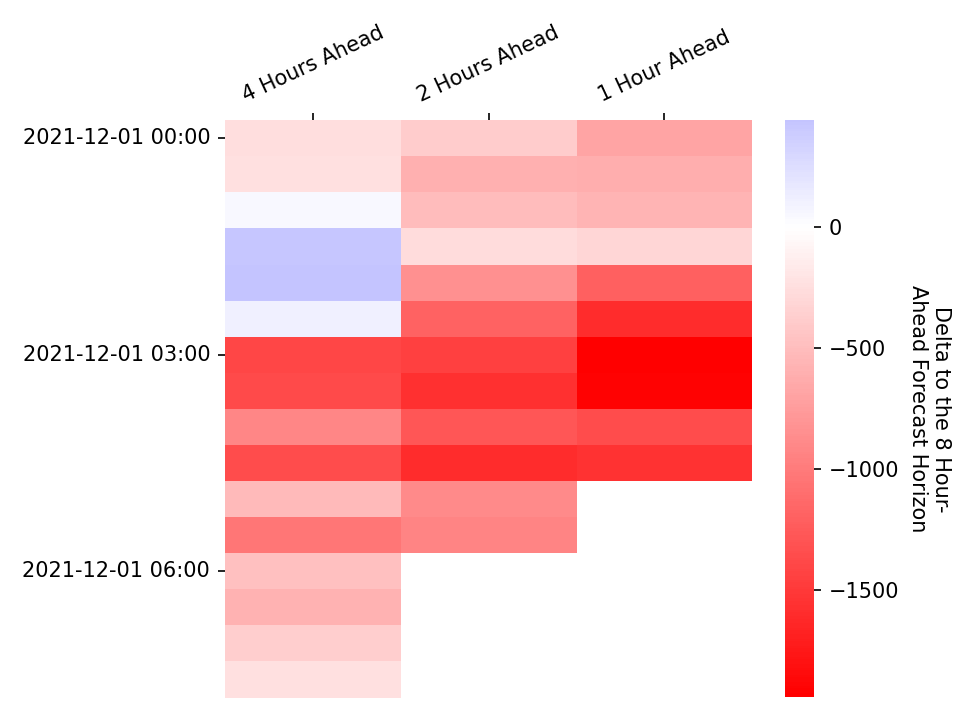 4 Hours Ahead
2 Hours Ahead
1 Hour Ahead
2021-12-01 00:00
2021-12-01 03:00
2021-12-01 06:00
0
−500
−1000
−1500
Delta to the 8 Hour-
Ahead Forecast Horizon